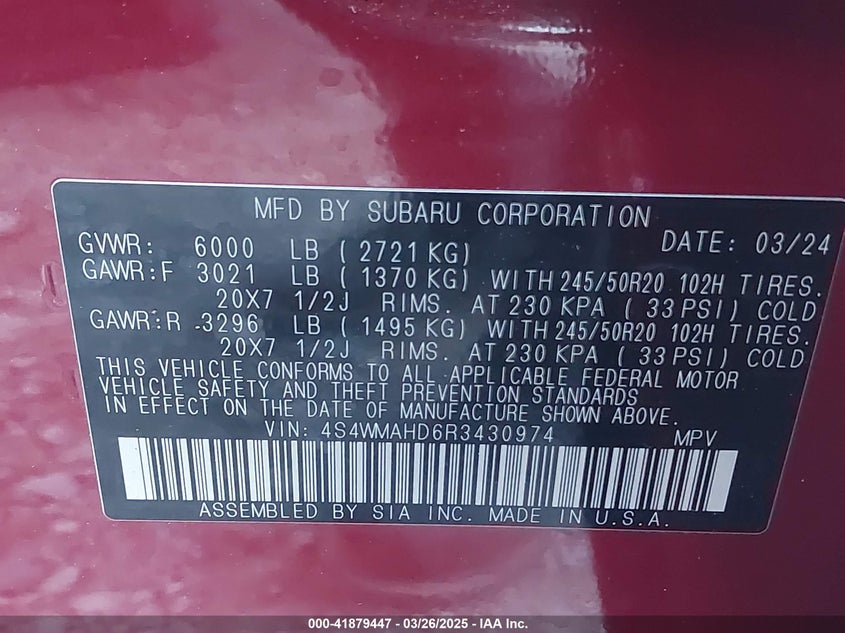 MFD BY SUBARU CORPORATION
GVWR: 6000 LB ( 2721 KG) DATE: 03/24
GAWR:F 3021 LB ( 1370 KG) WITH 245/50R20 102H TIRES.
20X7 1/2J RIMS. AT 230 KPA ( 33 PSI) COLD
GAWR:R 3296 LB ( 1495 KG) WITH 245/50R20 102H TIRES.
20X7 1/2J RIMS. AT 230 KPA ( 33 PSI) COLD
THIS VEHICLE CONFORMS TO ALL APPLICABLE FEDERAL MOTOR
VEHICLE SAFETY AND THEFT PREVENTION STANDARDS
IN EFFECT ON THE DATE OF MANUFACTURE SHOWN ABOVE.
VIN: 4S4WMAHD6R3430974 MPV
ASSEMBLED BY SIA INC. MADE IN U.S.A.
000-41879447 - 03/26/2025 - IAA Inc.